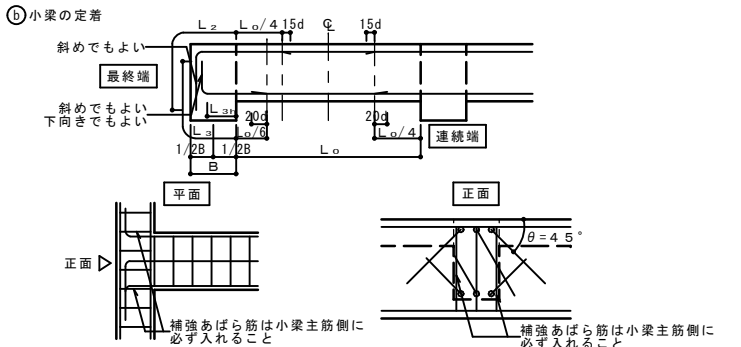 ⓑ小梁の定着
L₂ L₀/4 15d ℄ 15d
斜めでもよい
最終端
斜めでもよい
下向きでもよい
L₃ₕ
20d 20d
L₃ L₀/6 L₀/4 連続端
1/2B 1/2B L₀
B
平面 正面
正面
θ=45°
補強あばら筋は小梁主筋側に
必ず入れること
補強あばら筋は小梁主筋側に
必ず入れること